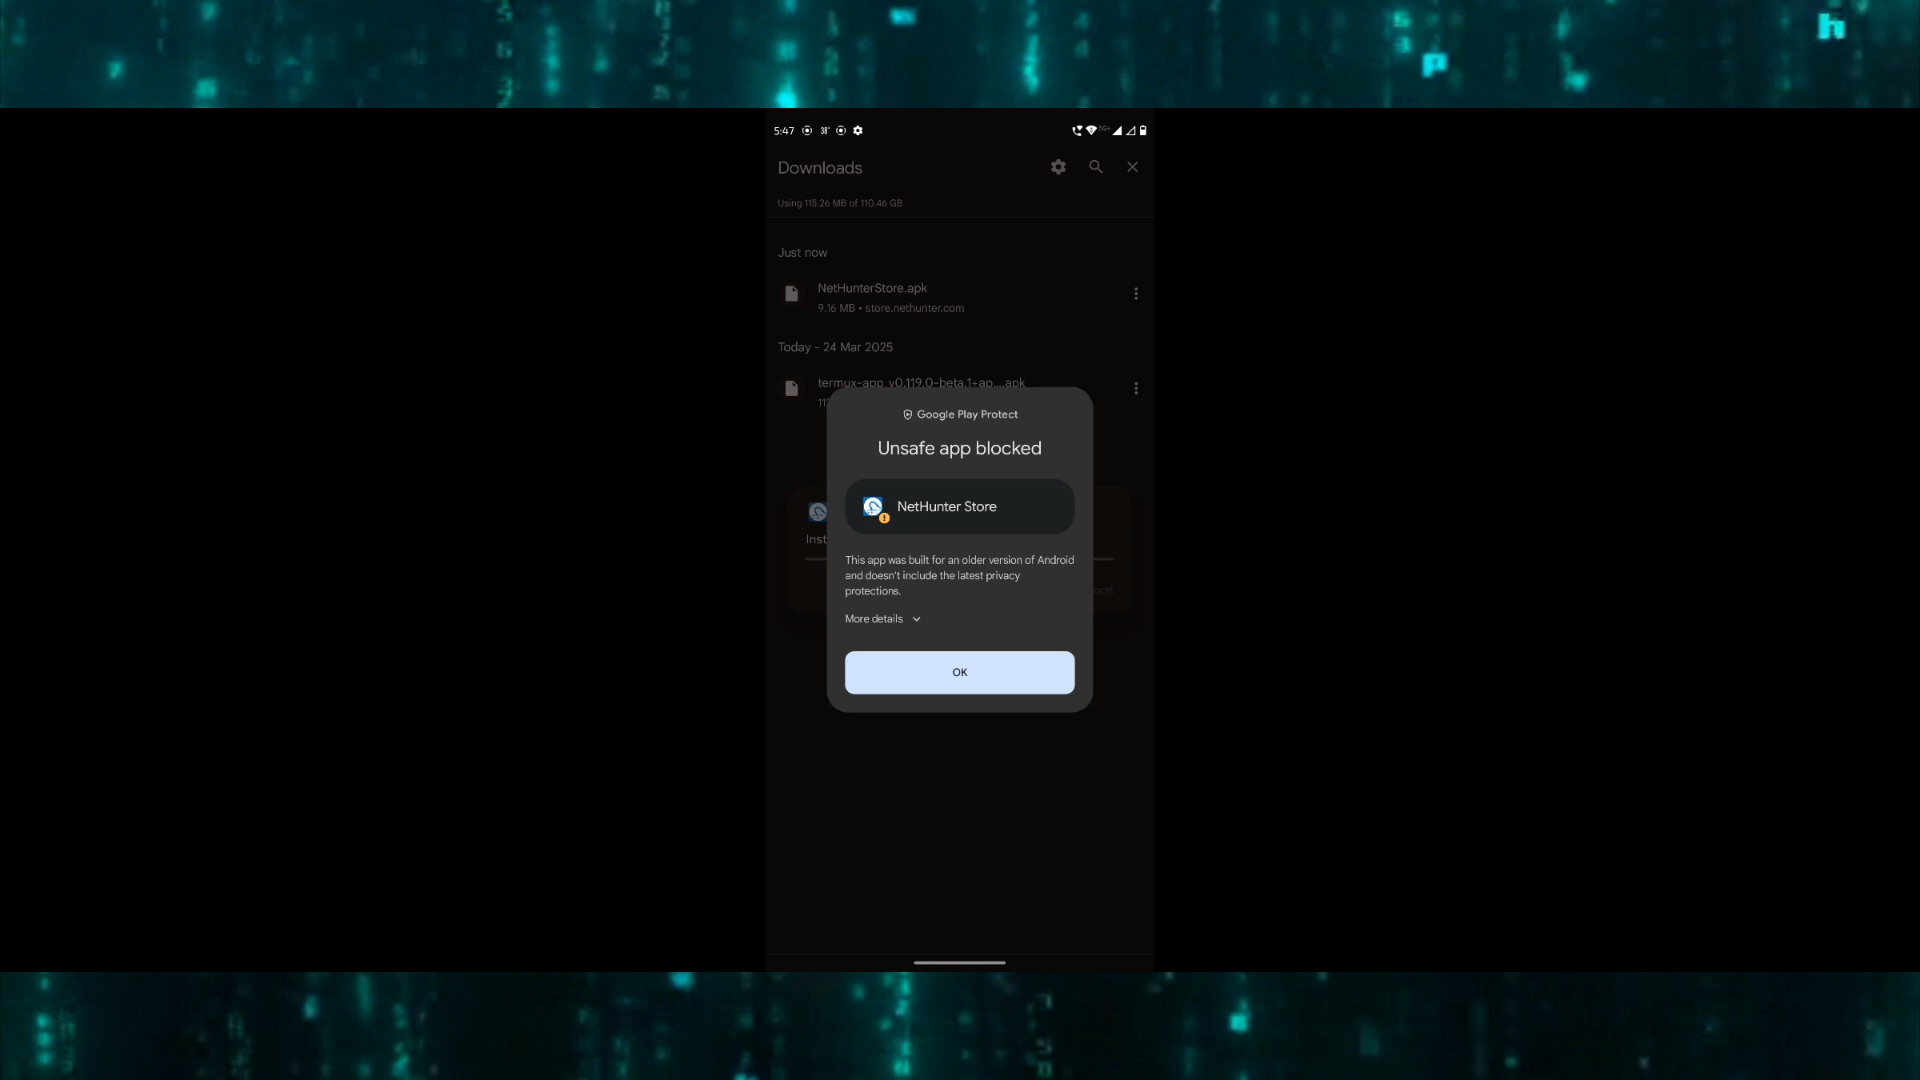 5:47 38°
Downloads
Using 115.26 MB of 110.46 GB
Just now
NetHunterStore.apk
9.16 MB • store.nethunter.com
Today - 24 Mar 2025
termux-app_v0.119.0-beta.1+ap....apk
Google Play Protect
Unsafe app blocked
NetHunter Store
Inst
This app was built for an older version of Android
and doesn't include the latest privacy
protections.
More details
OK